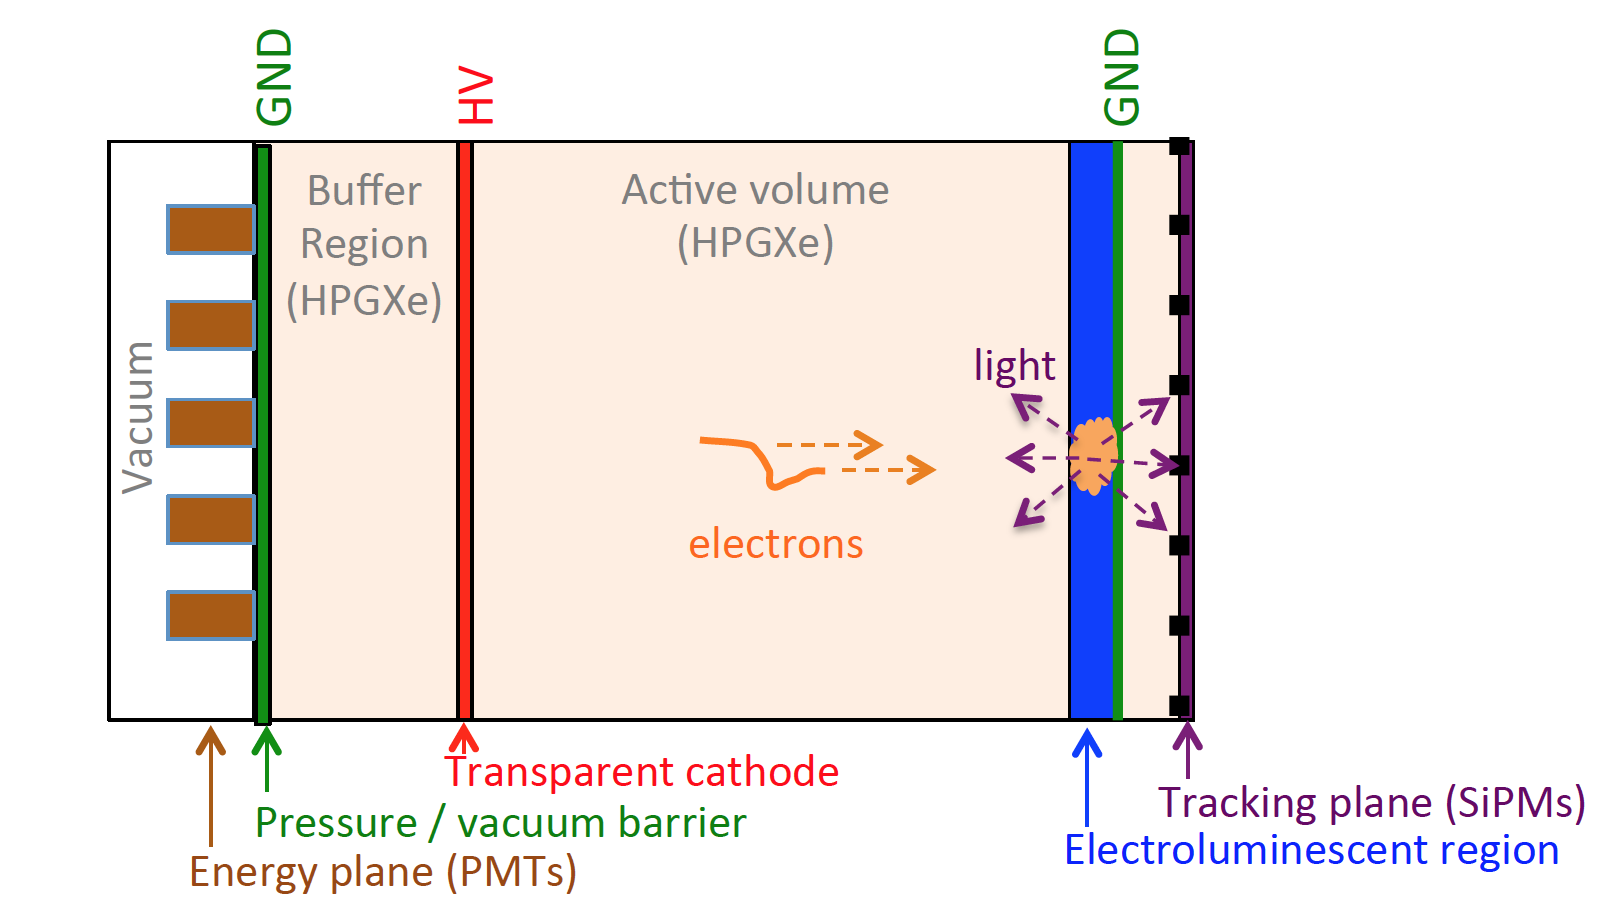 GND
HV
GND
Buffer
Region
(HPGXe)
Active volume
(HPGXe)
Vacuum
light
electrons
Transparent cathode
Pressure / vacuum barrier
Energy plane (PMTs)
Tracking plane (SiPMs)
Electroluminescent region